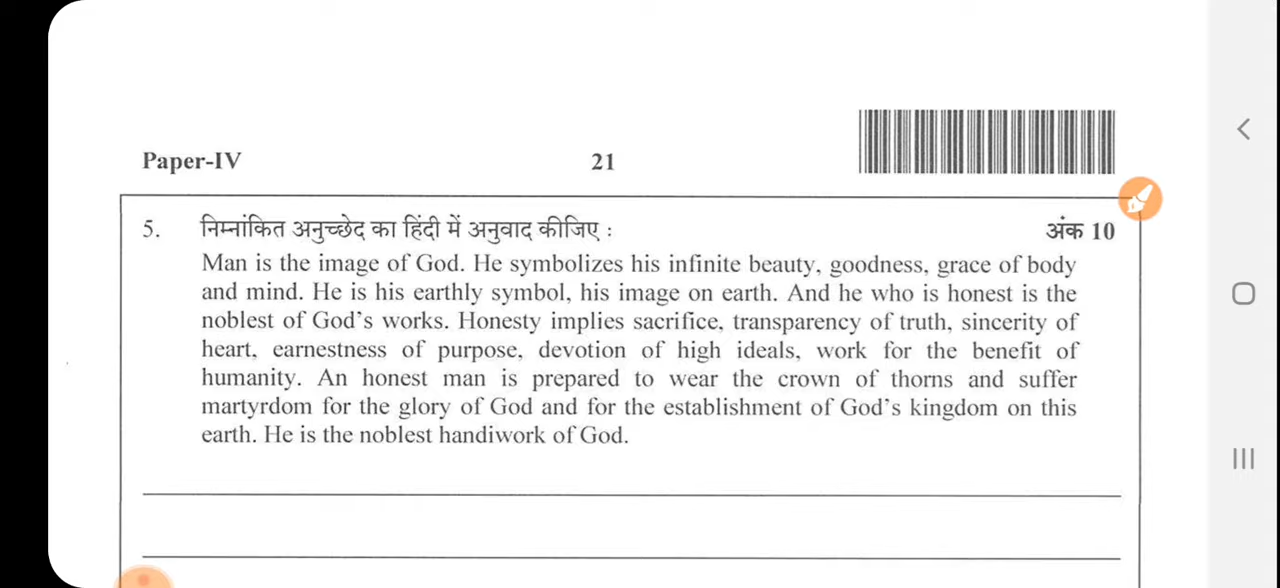 Paper-IV
21
5. निम्नांकित अनुच्छेद का हिंदी में अनुवाद कीजिए :
अंक 10
Man is the image of God. He symbolizes his infinite beauty, goodness, grace of body
and mind. He is his earthly symbol, his image on earth. And he who is honest is the
noblest of God's works. Honesty implies sacrifice, transparency of truth, sincerity of
heart, earnestness of purpose, devotion of high ideals, work for the benefit of
humanity. An honest man is prepared to wear the crown of thorns and suffer
martyrdom for the glory of God and for the establishment of God's kingdom on this
earth. He is the noblest handiwork of God.